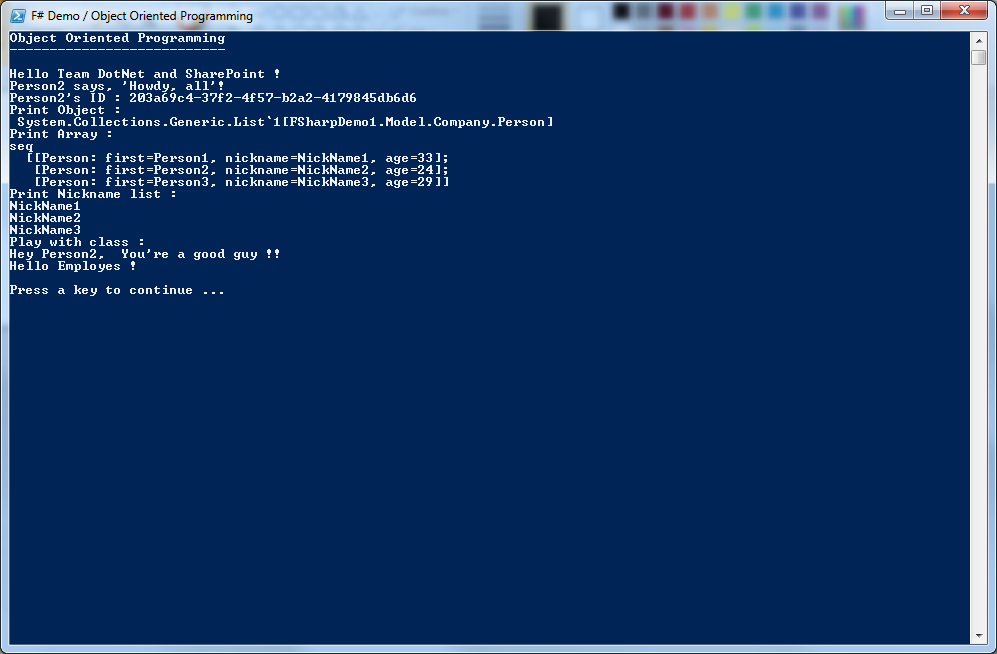 F# Demo / Object Oriented Programming
Object Oriented Programming
---------------------------
Hello Team DotNet and SharePoint !
Person2 says, 'Howdy, all'!
Person2's ID : 203a69c4-37f2-4f57-b2a2-4179845db6d6
Print Object :
System.Collections.Generic.List`1[FSharpDemo1.Model.Company.Person]
Print Array :
seq
[[Person: first=Person1, nickname=NickName1, age=33];
[Person: first=Person2, nickname=NickName2, age=24];
[Person: first=Person3, nickname=NickName3, age=29]]
Print Nickname list :
NickName1
NickName2
NickName3
Play with class :
Hey Person2,  You're a good guy !!
Hello Employes !
Press a key to continue ...